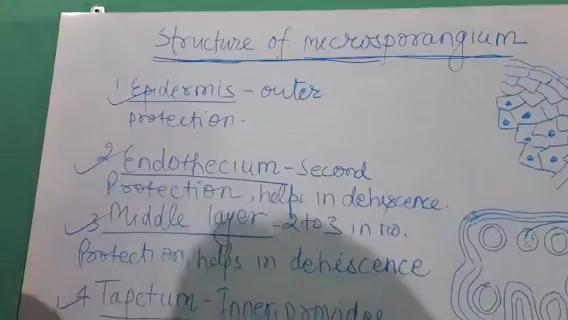 Structure of microsporangium
1 Epidermis - outer
protection.
2 Endothecium - Second
Protection, helps in dehiscence.
3 Middle layer - 2 to 3 in no.
Protection, helps in dehiscence
4 Tapetum - Inner, provides